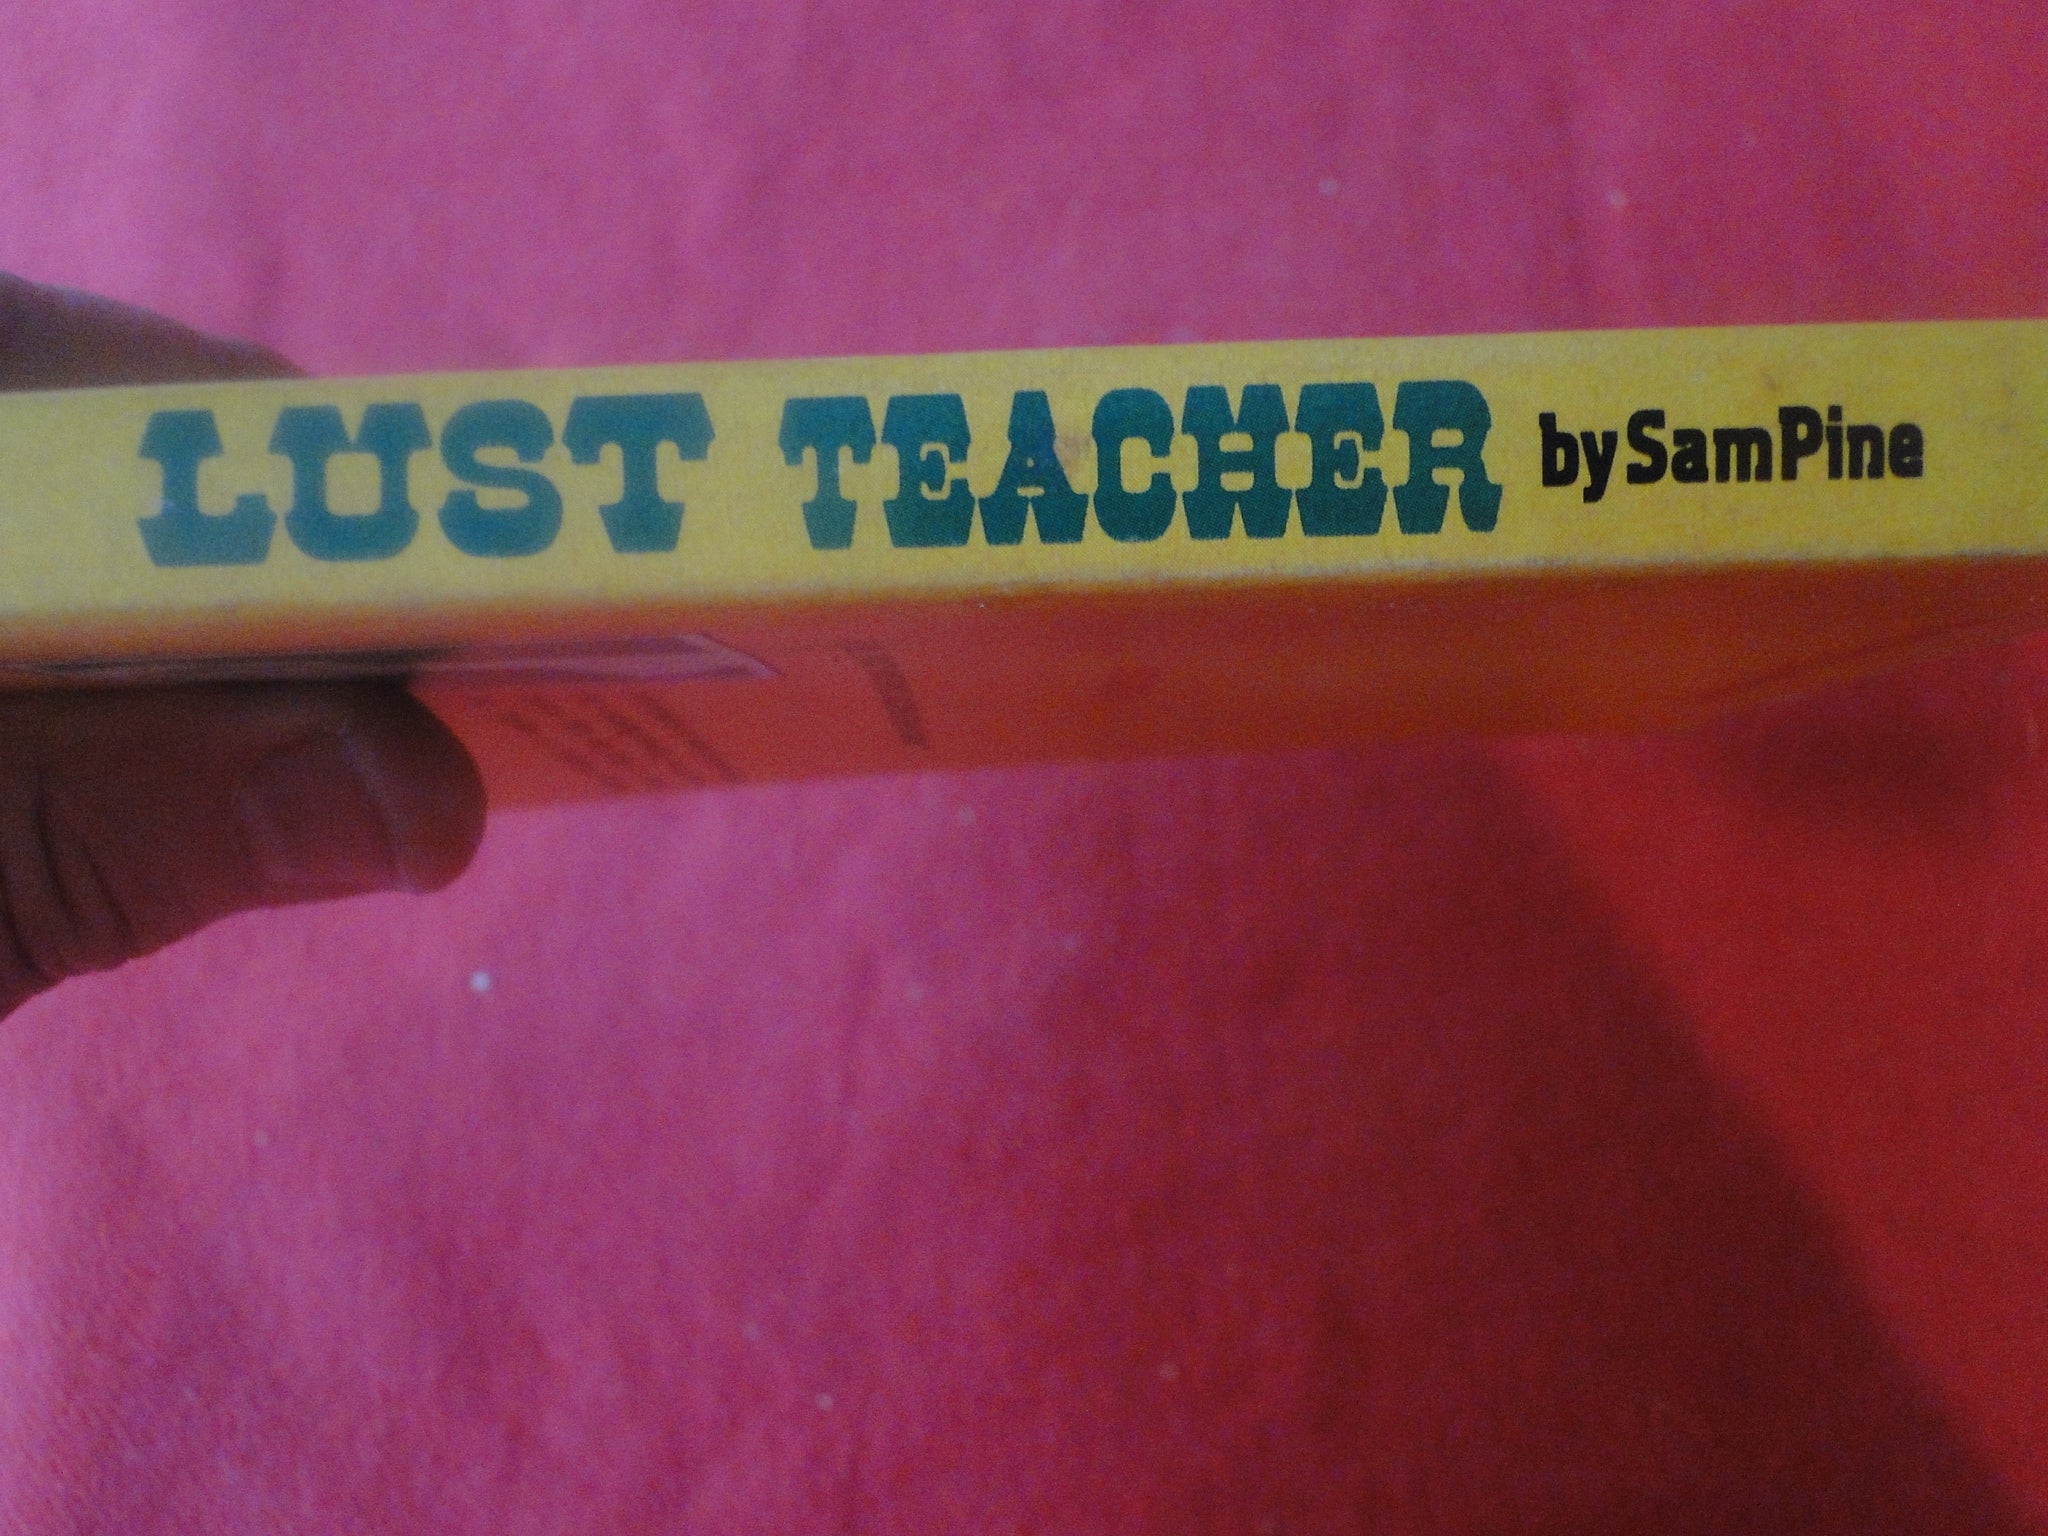 LUST TEACHER by Sam Pine